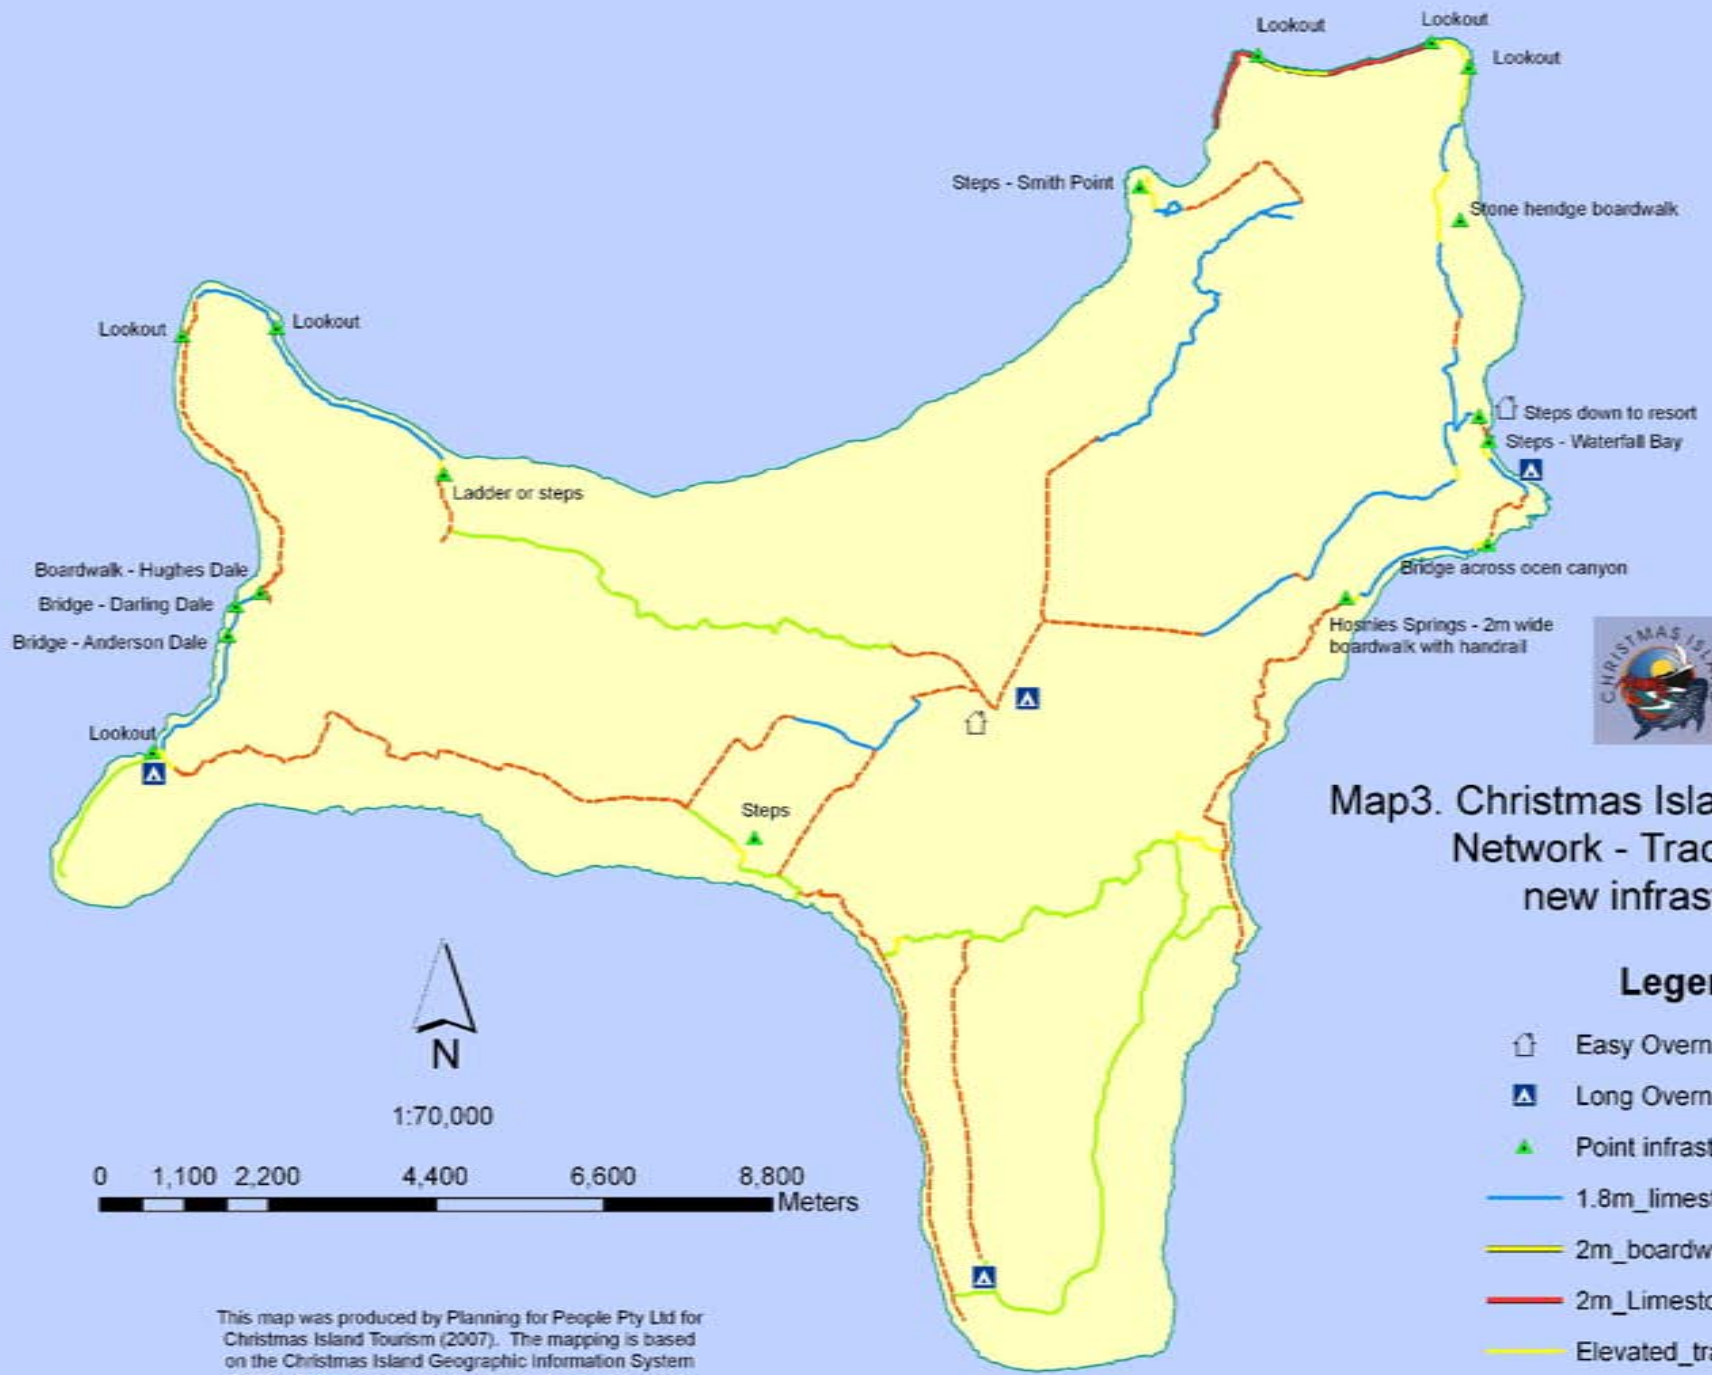 Lookout
Lookout
Lookout
Steps - Smith Point
Stone hendge boardwalk
Lookout
Lookout
Steps down to resort
Steps - Waterfall Bay
Ladder or steps
Boardwalk - Hughes Dale
Bridge - Darling Dale
Bridge - Anderson Dale
Bridge across ocen canyon
Hosnies Springs - 2m wide
boardwalk with handrail
CHRISTMAS ISLA
Lookout
Steps
Map3. Christmas Isla
Network - Trac
new infras
N
1:70,000
0 1,100 2,200 4,400 6,600 8,800
Meters
Legen
Easy Overn
Long Overn
Point infrast
1.8m_limest
2m_boardw
2m_Limesto
Elevated_tra
This map was produced by Planning for People Pty Ltd for
Christmas Island Tourism (2007). The mapping is based
on the Christmas Island Geographic Information System